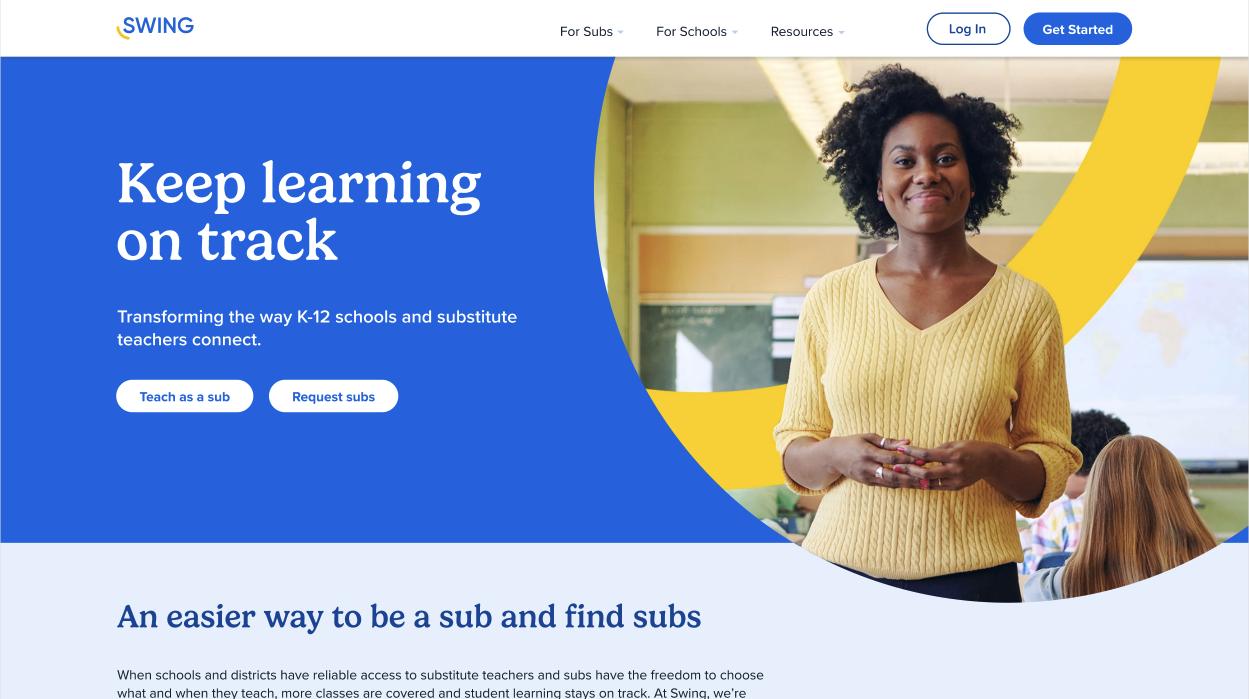 SWING
For Subs
For Schools
Resources
Log In
Get Started
Keep learning
on track
Transforming the way K-12 schools and substitute
teachers connect.
Teach as a sub
Request subs
An easier way to be a sub and find subs
When schools and districts have reliable access to substitute teachers and subs have the freedom to choose
what and when they teach, more classes are covered and student learning stays on track. At Swing, we’re